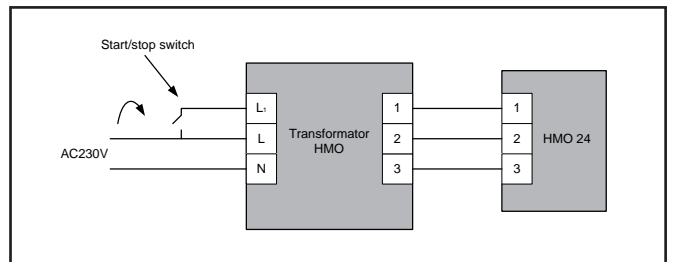 Start/stop switch
AC230V
L₁
L
N
Transformator
HMO
1
2
3
1
2
3
HMO 24